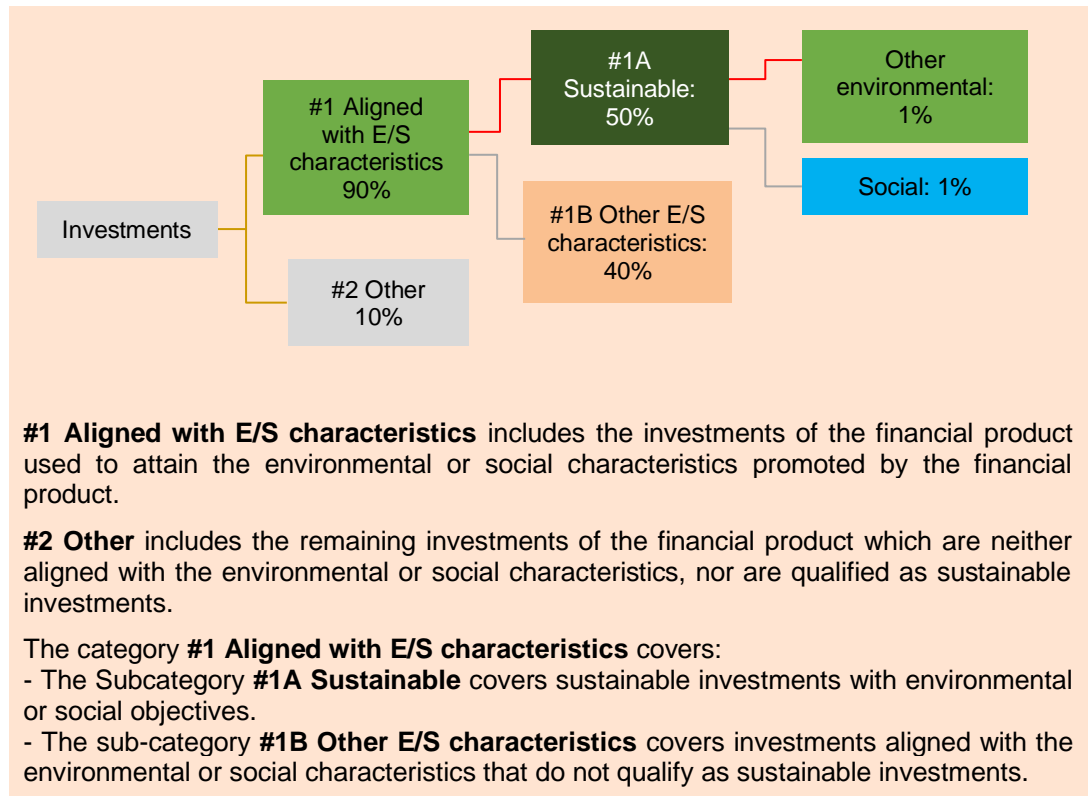 #1A
Sustainable:
50%
Other
environmental:
1%
#1 Aligned
with E/S
characteristics
90%
Social: 1%
Investments
#1B Other E/S
characteristics:
40%
#2 Other
10%
#1 Aligned with E/S characteristics includes the investments of the financial product
used to attain the environmental or social characteristics promoted by the financial
product.
#2 Other includes the remaining investments of the financial product which are neither
aligned with the environmental or social characteristics, nor are qualified as sustainable
investments.
The category #1 Aligned with E/S characteristics covers:
- The Subcategory #1A Sustainable covers sustainable investments with environmental
or social objectives.
- The sub-category #1B Other E/S characteristics covers investments aligned with the
environmental or social characteristics that do not qualify as sustainable investments.